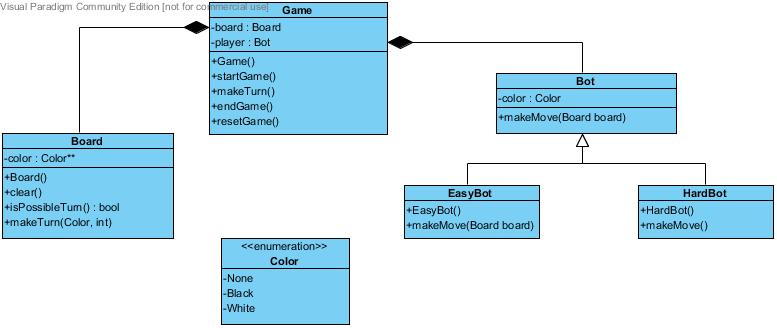 Visual Paradigm Community Edition [not for commercial use]
Game
-board : Board
-player : Bot
+Game()
+startGame()
+makeTurn()
+endGame()
+resetGame()
Bot
-color : Color
+makeMove(Board board)
Board
-color : Color**
+Board()
+clear()
+isPossibleTurn() : bool
+makeTurn(Color, int)
EasyBot
+EasyBot()
+makeMove(Board board)
HardBot
+HardBot()
+makeMove()
<<enumeration>>
Color
-None
-Black
-White